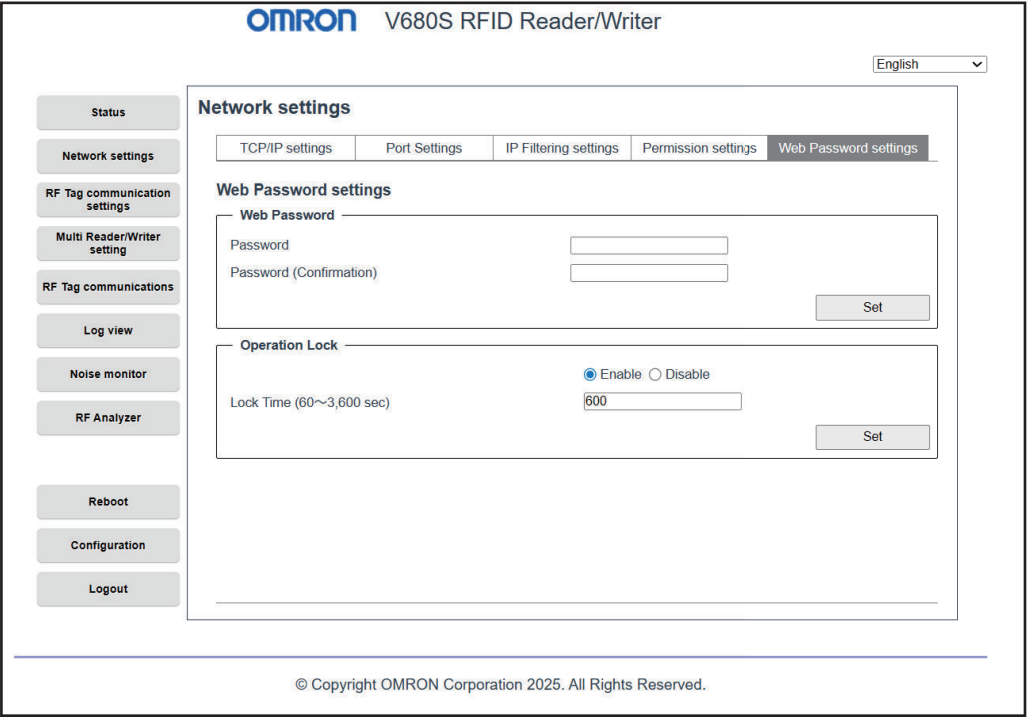 OMRON V680S RFID Reader/Writer
English
Status
Network settings
RF Tag communication
settings
Multi Reader/Writer
setting
RF Tag communications
Log view
Noise monitor
RF Analyzer
Reboot
Configuration
Logout
Network settings
TCP/IP settings
Port Settings
IP Filtering settings
Permission settings
Web Password settings
Web Password settings
Web Password
Password
Password (Confirmation)
Set
Operation Lock
Enable Disable
Lock Time (60～3,600 sec) 600
Set
© Copyright OMRON Corporation 2025. All Rights Reserved.